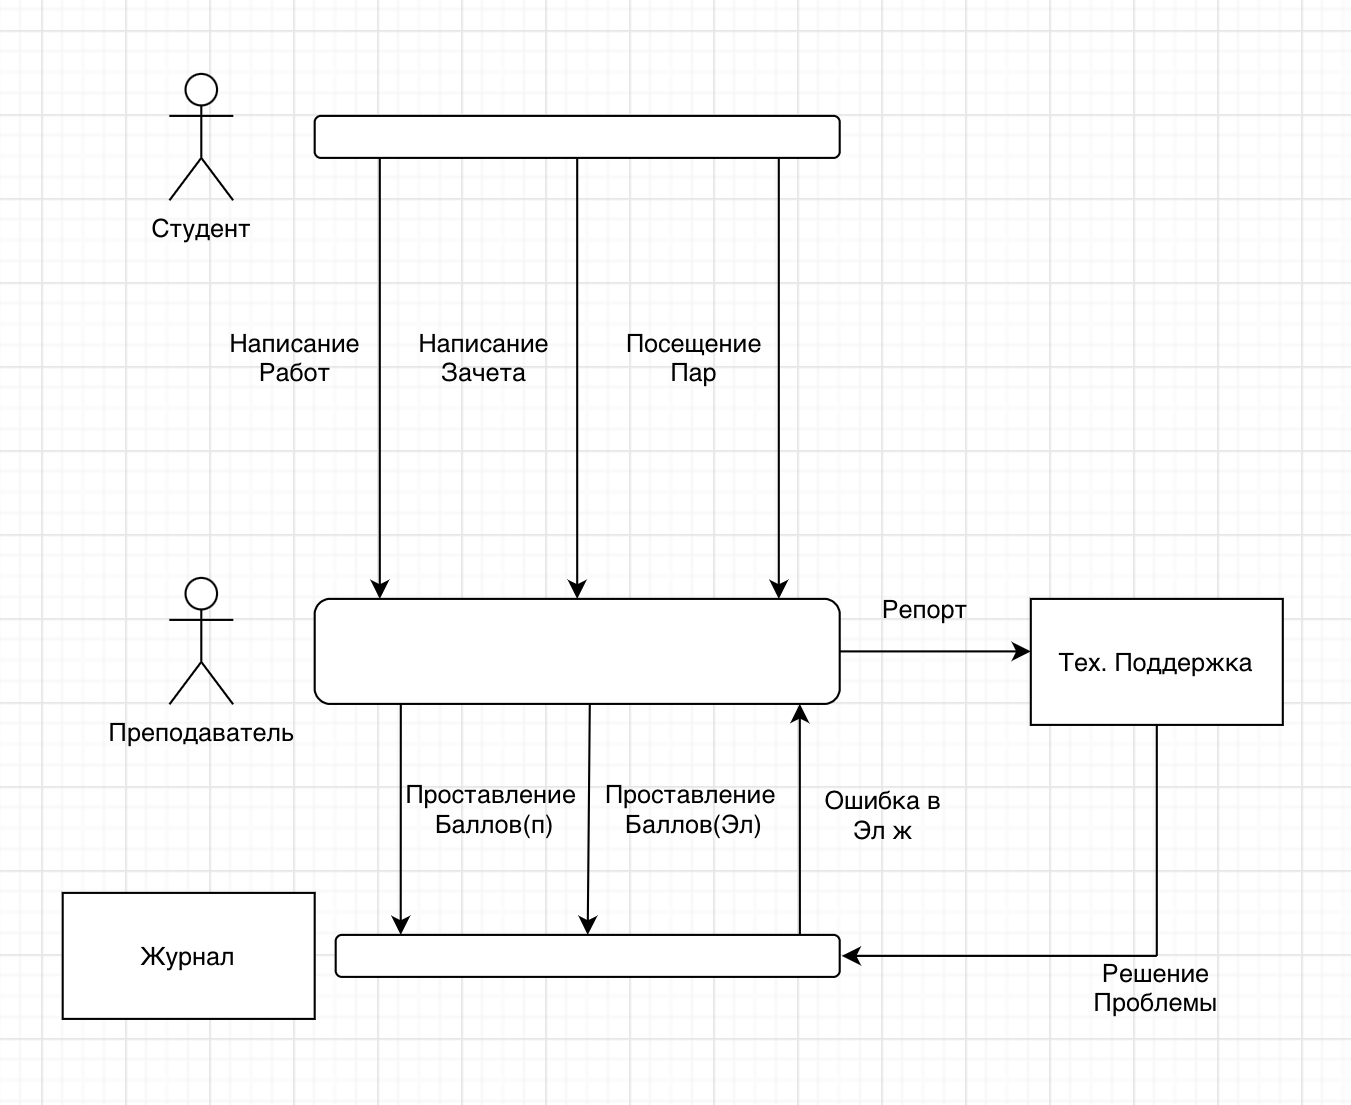 Студент
Написание
Работ
Написание
Зачета
Посещение
Пар
Репорт
Тех. Поддержка
Преподаватель
Проставление
Баллов(п)
Проставление
Баллов(Эл)
Ошибка в
Эл ж
Журнал
Решение
Проблемы